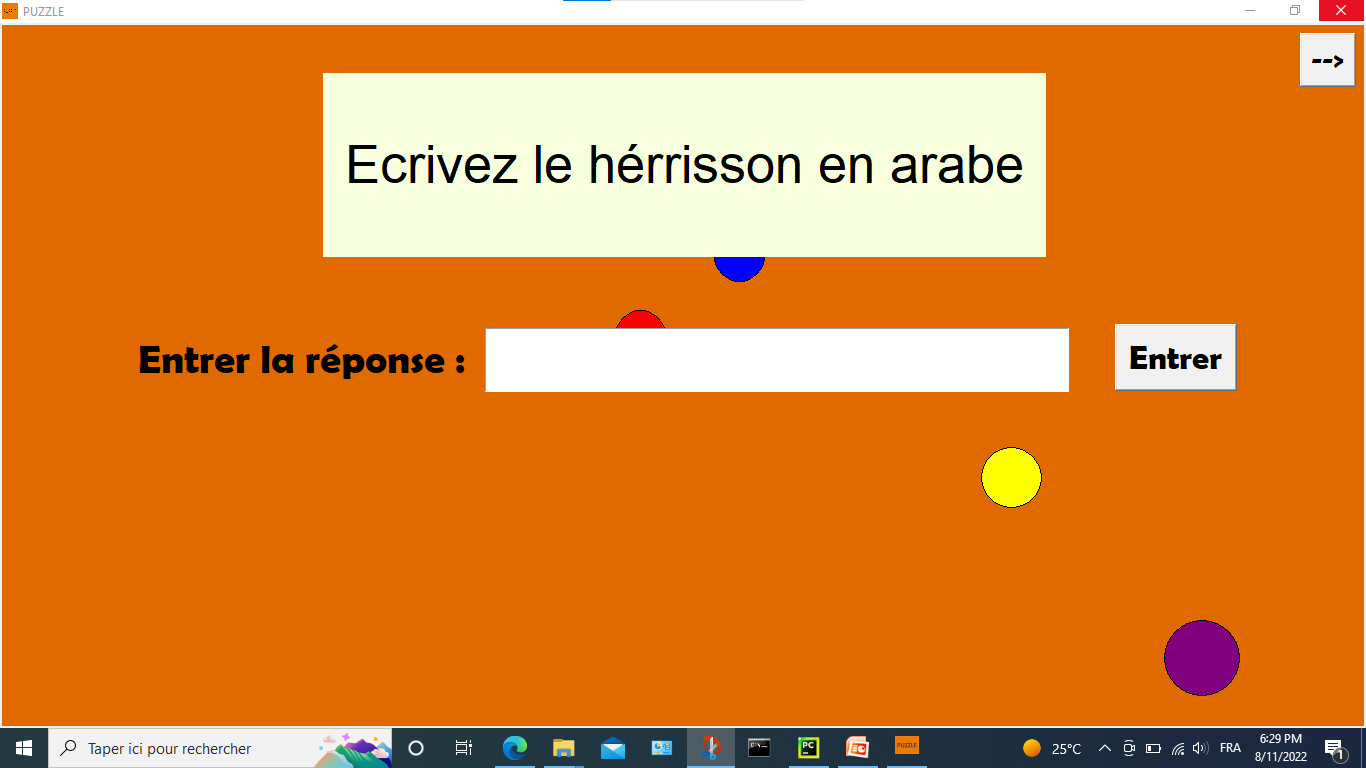 PUZZLE
-->
Ecrivez le hérrisson en arabe
Entrer la réponse :
Entrer
Taper ici pour rechercher
PC
PUZZLE
25°C
FRA
6:29 PM
8/11/2022
1